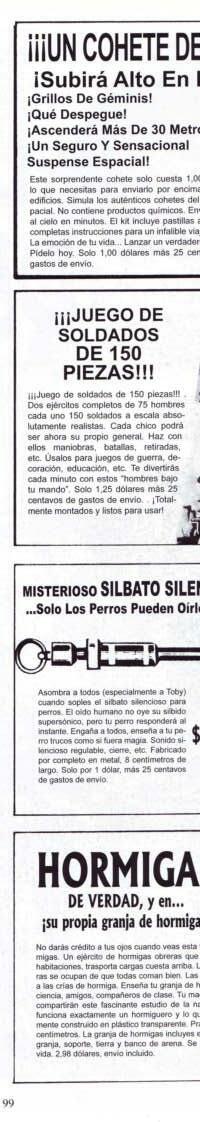 ¡¡¡UN COHETE DE
¡Subirá Alto En
¡Grillos De Géminis!
¡Qué Despegue!
¡Ascenderá Más De 30 Metro
¡Un Seguro Y Sensacional
Suspense Espacial!
Este sorprendente cohete solo cuesta 1,00
lo que necesitas para enviarlo por encima
edificios. Simula los auténticos cohetes del
pacial. No contiene productos químicos. Env
al cielo en minutos. El kit incluye pastillas
completas instrucciones para un infalible viaj
La emoción de tu vida... Lanzar un verdader
Pídelo hoy. Solo 1,00 dólares más 25 cen
gastos de envío.
¡¡¡JUEGO DE
SOLDADOS
DE 150
PIEZAS!!!
¡¡¡Juego de soldados de 150 piezas!!! .
Dos ejércitos completos de 75 hombres
cada uno 150 soldados a escala abso-
lutamente realistas. Cada chico podrá
ser ahora su propio general. Haz con
ellos maniobras, batallas, retiradas,
etc. Úsalos para juegos de guerra, de-
coración, educación, etc. Te divertirás
cada minuto con estos "hombres bajo
tu mando". Solo 1,25 dólares más 25
centavos de gastos de envío. . ¡Total-
mente montados y listos para usar!
MISTERIOSO SILBATO SILEN
...Solo Los Perros Pueden Oírlo
Asombra a todos (especialmente a Toby)
cuando soples el silbato silencioso para
perros. El oído humano no oye su silbido
supersónico, pero tu perro responderá al
instante. Engaña a todos, enseña a tu pe-
rro trucos como si fuera magia. Sonido si-
lencioso regulable, cierre, etc. Fabricado
por completo en metal, 8 centímetros de
largo. Solo por 1 dólar, más 25 centavos
de gastos de envío.
$
HORMIGA
DE VERDAD, y en...
¡su propia granja de hormiga
No darás crédito a tus ojos cuando veas esta
migas. Un ejército de hormigas obreras que
habitaciones, trasporta cargas cuesta arriba. L
ras se ocupan de que todas coman bien. Las
a las crías de hormiga. Enseña tu granja de h
ciencia, amigos, compañeros de clase. Tu ma
compartirán este fascinante estudio de la na
funciona exactamente un hormiguero y lo qu
mente construido en plástico transparente. Pra
centímetros. La granja de hormigas incluyes e
granja, soporte, tierra y banco de arena. Se
vida. 2,98 dólares, envío incluido.
99